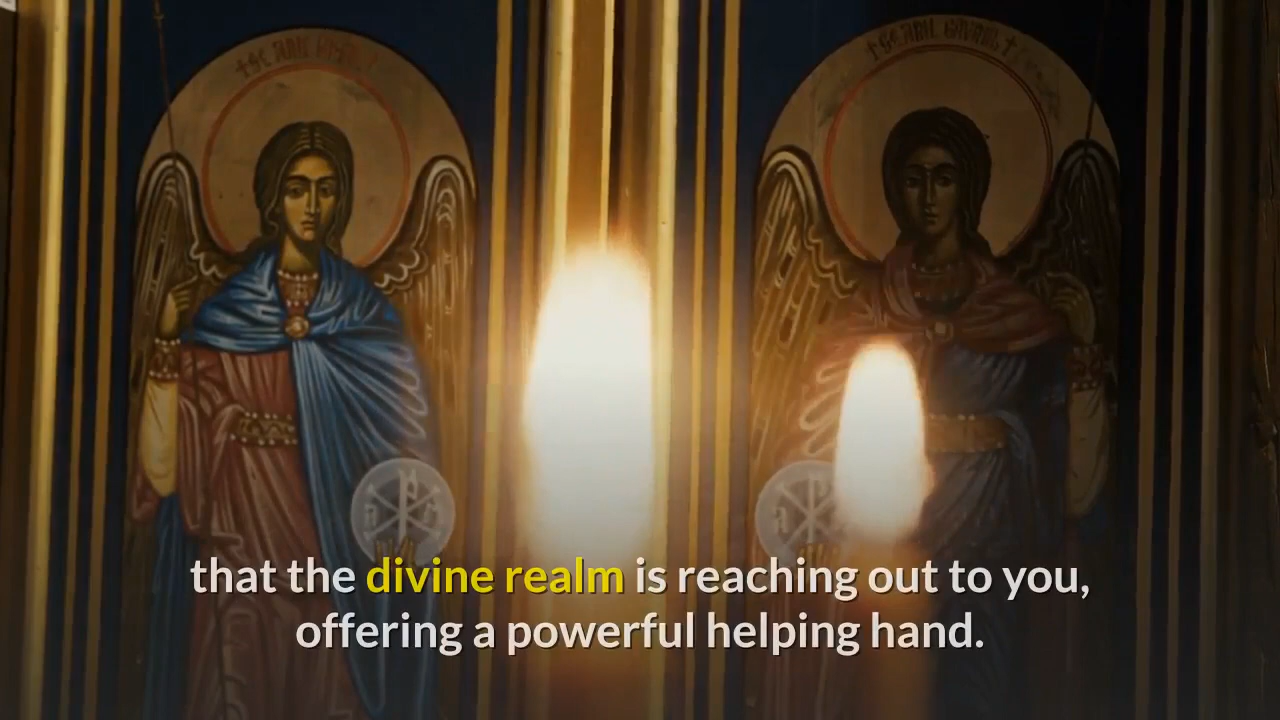 that the divine realm is reaching out to you,
offering a powerful helping hand.